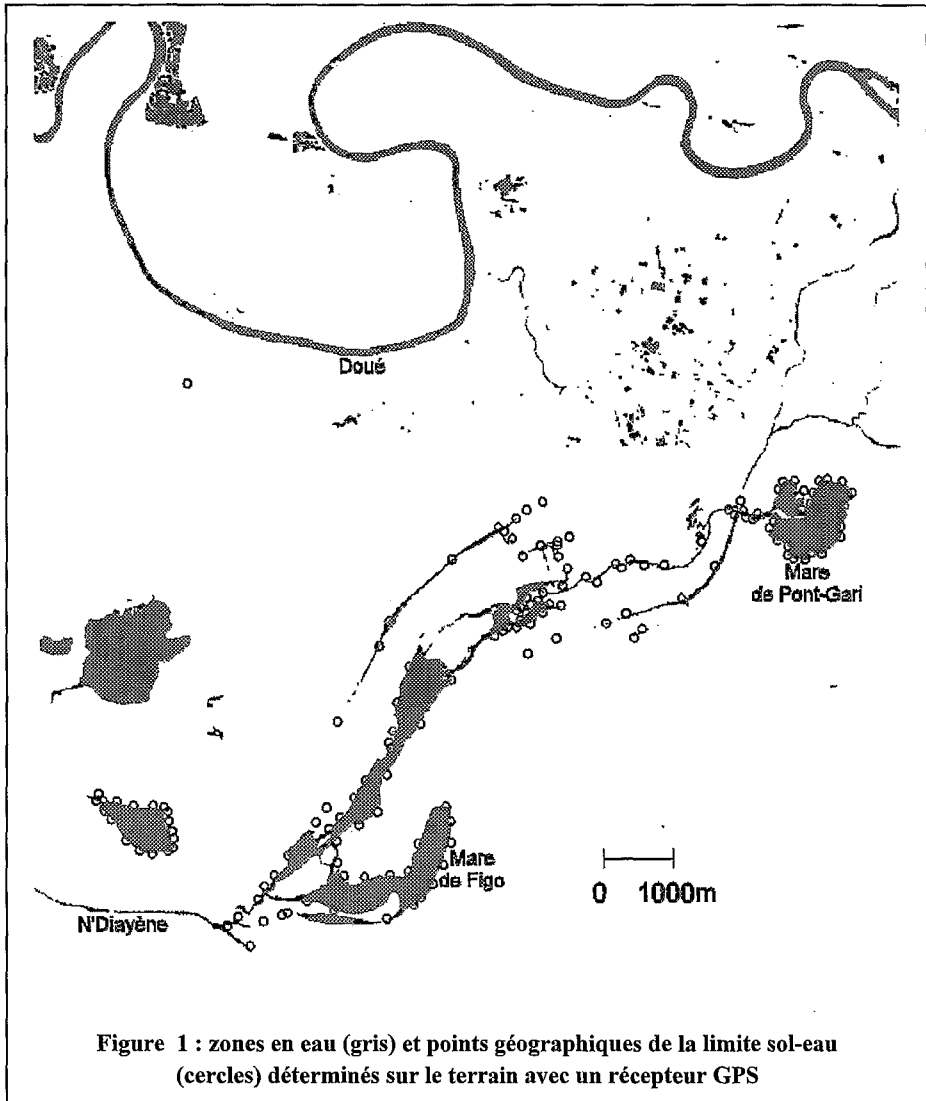 Doué
Mare
de Pont-Gari
Mare
de Figo
0 1000m
N'Diayène
Figure 1 : zones en eau (gris) et points géographiques de la limite sol-eau
(cercles) déterminés sur le terrain avec un récepteur GPS